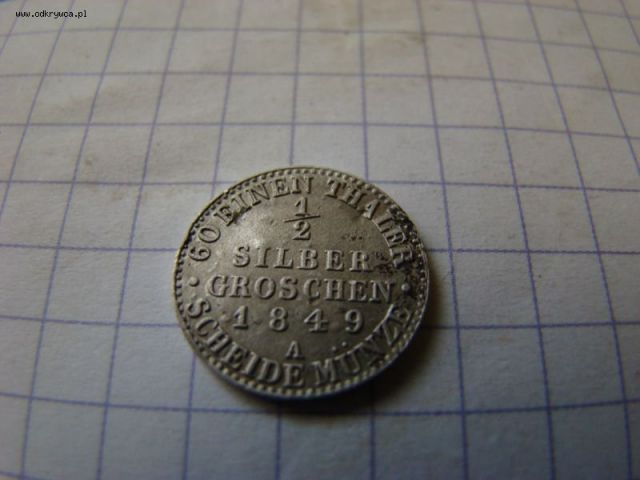 www.odkrywca.pl
60 EINEN THALER
1/2
SILBER
GROSCHEN
1849
A
SCHEIDE MÜNZE